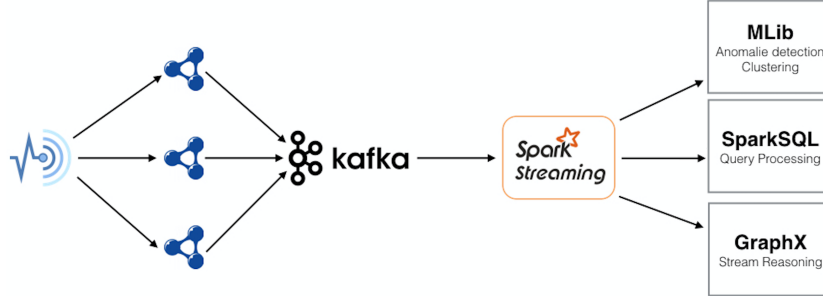 MLib
Anomalie detection
Clustering
kafka
Spark
Streaming
SparkSQL
Query Processing
GraphX
Stream Reasoning